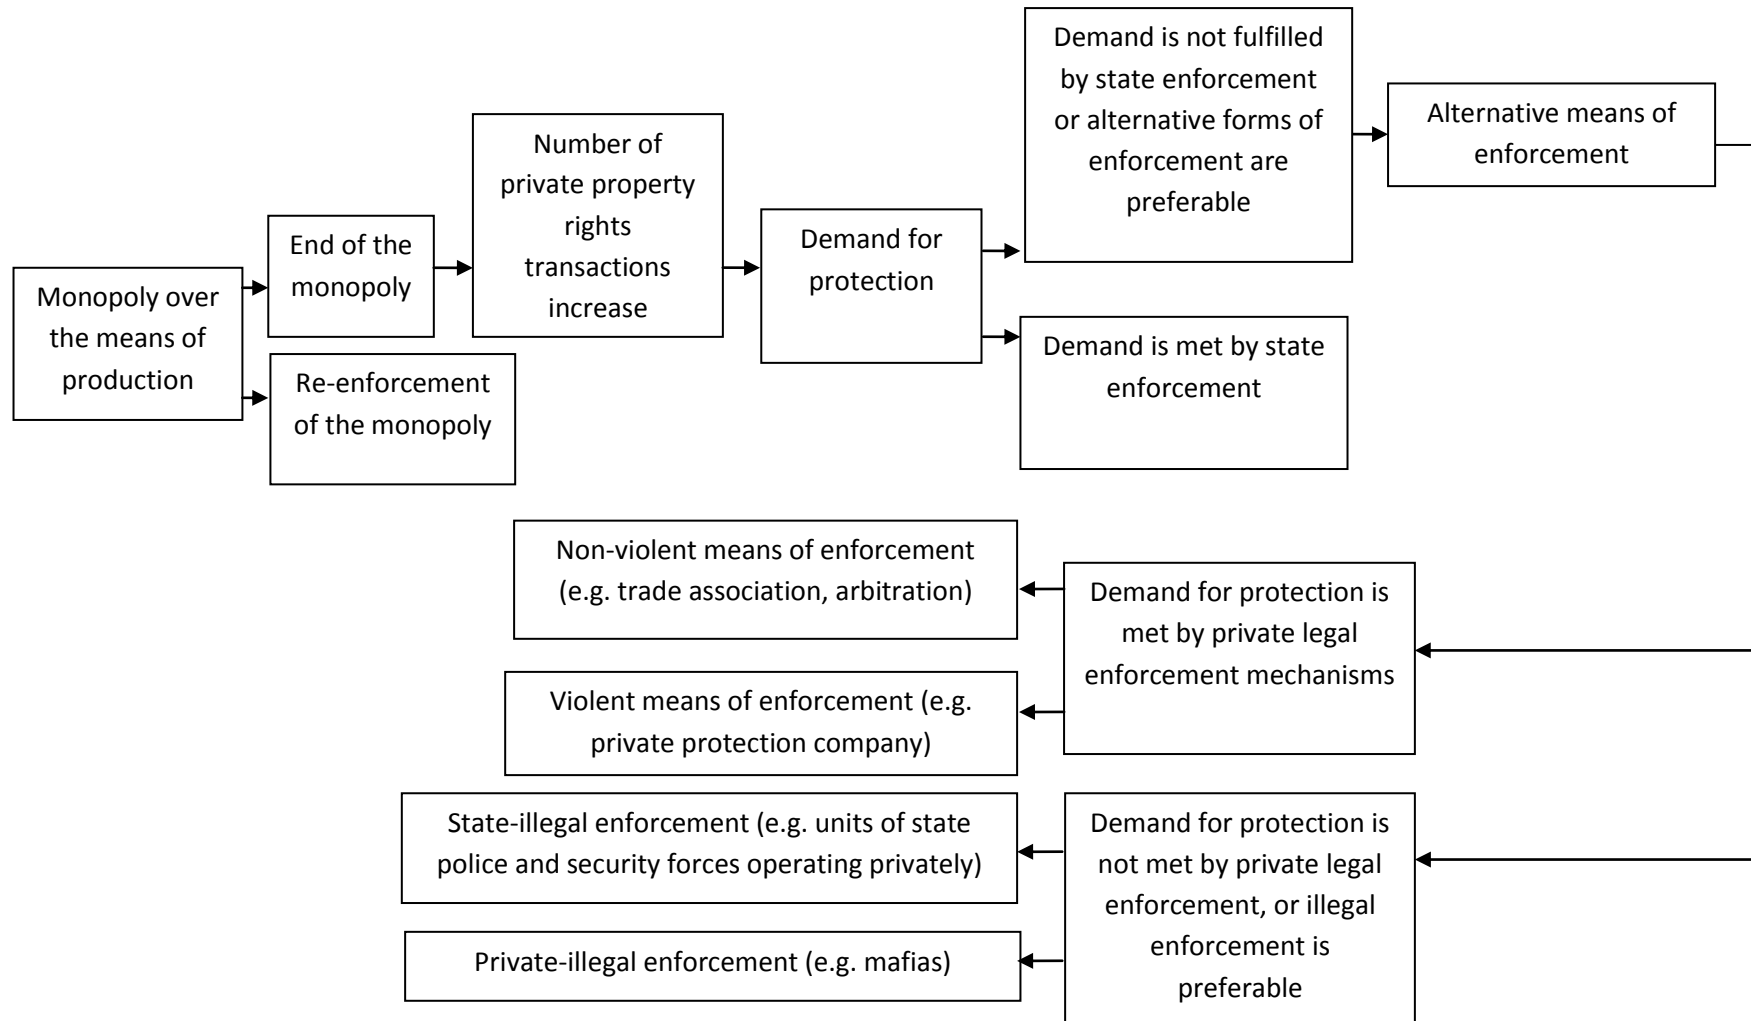 Monopoly over
the means of
production
End of the
monopoly
Re-enforcement
of the monopoly
Number of
private property
rights
transactions
increase
Demand for
protection
Demand is not fulfilled
by state enforcement
or alternative forms of
enforcement are
preferable
Demand is met by state
enforcement
Alternative means of
enforcement
Demand for protection is
met by private legal
enforcement mechanisms
Non-violent means of enforcement
(e.g. trade association, arbitration)
Violent means of enforcement (e.g.
private protection company)
Demand for protection is
not met by private legal
enforcement, or illegal
enforcement is
preferable
State-illegal enforcement (e.g. units of state
police and security forces operating privately)
Private-illegal enforcement (e.g. mafias)